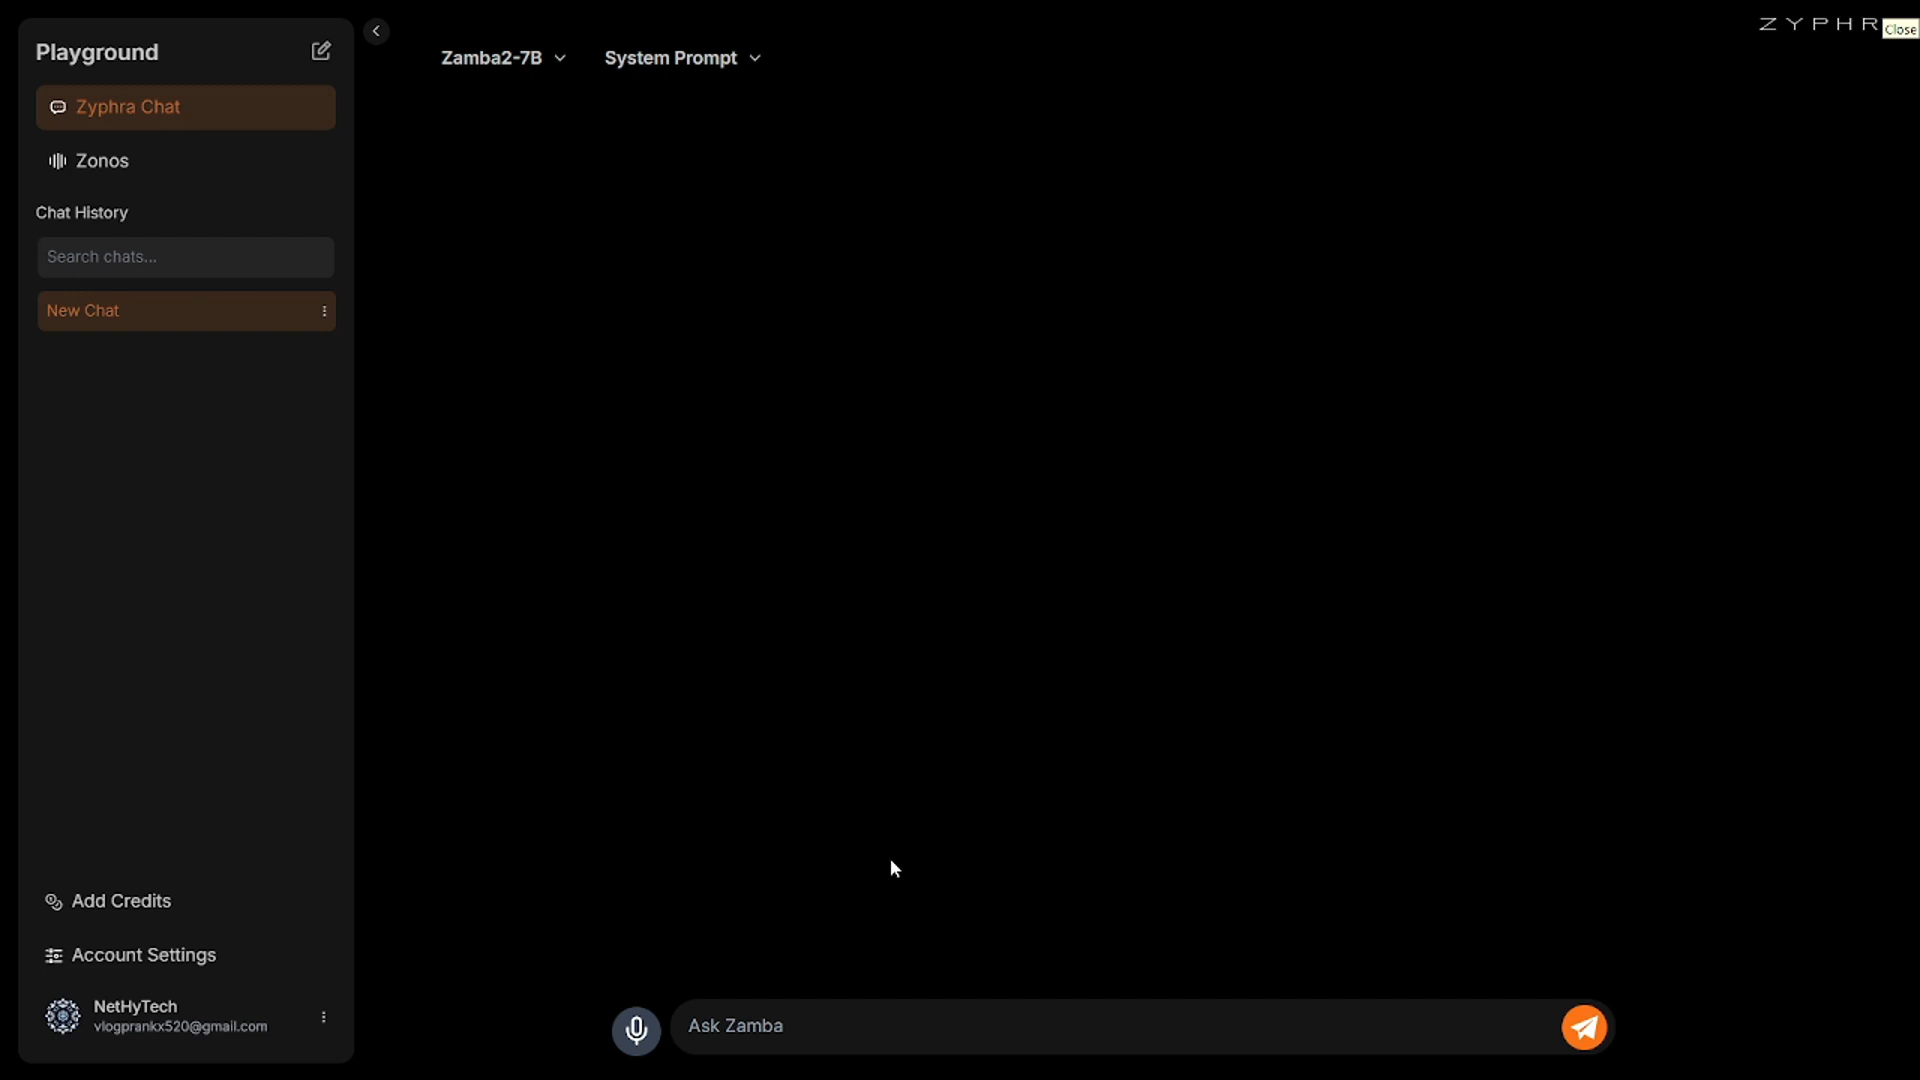 Playground
Zyphra Chat
Zonos
Chat History
Search chats...
New Chat
Add Credits
Account Settings
NetHyTech
vlogprankx520@gmail.com
Zamba2-7B
System Prompt
ZYPHR
Close
Ask Zamba